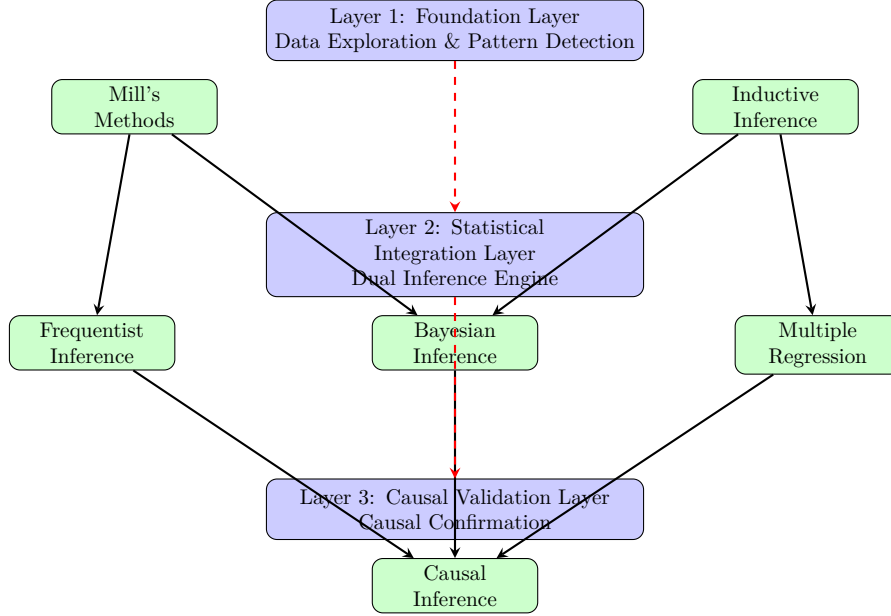 Layer 1: Foundation Layer
Data Exploration & Pattern Detection
Mill's
Methods
Inductive
Inference
Layer 2: Statistical
Integration Layer
Dual Inference Engine
Frequentist
Inference
Bayesian
Inference
Multiple
Regression
Layer 3: Causal Validation Layer
Causal Confirmation
Causal
Inference